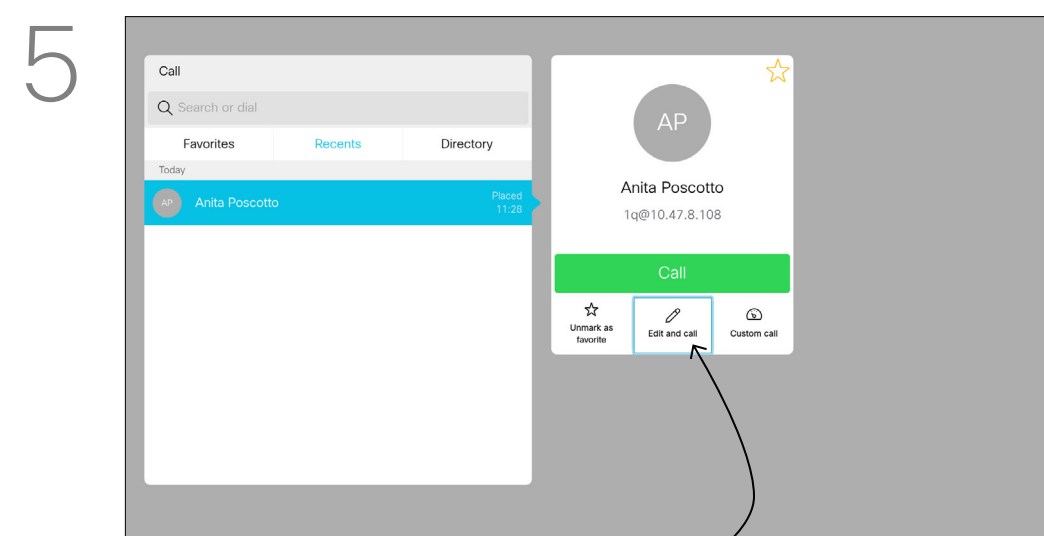 5
Call
Search or dial
Favorites Recents Directory
Today
AP Anita Poscotto Placed
11:28
AP
Anita Poscotto
1q@10.47.8.108
Call
Unmark as
favorite
Edit and call
Custom call